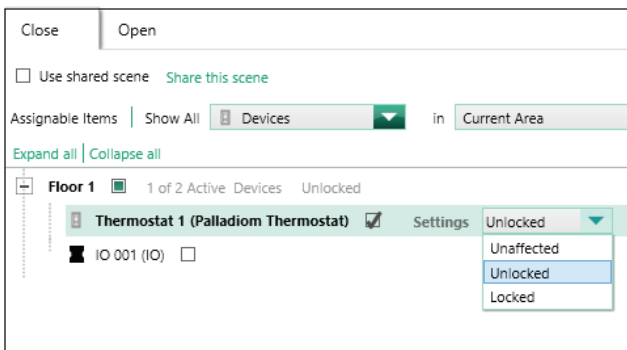 Close Open
Use shared scene Share this scene
Assignable Items Show All Devices in Current Area
Expand all Collapse all
Floor 1 1 of 2 Active Devices Unlocked
Thermostat 1 (Palladiom Thermostat) Settings Unlocked
Unaffected
IO 001 (IO)
Unlocked
Locked